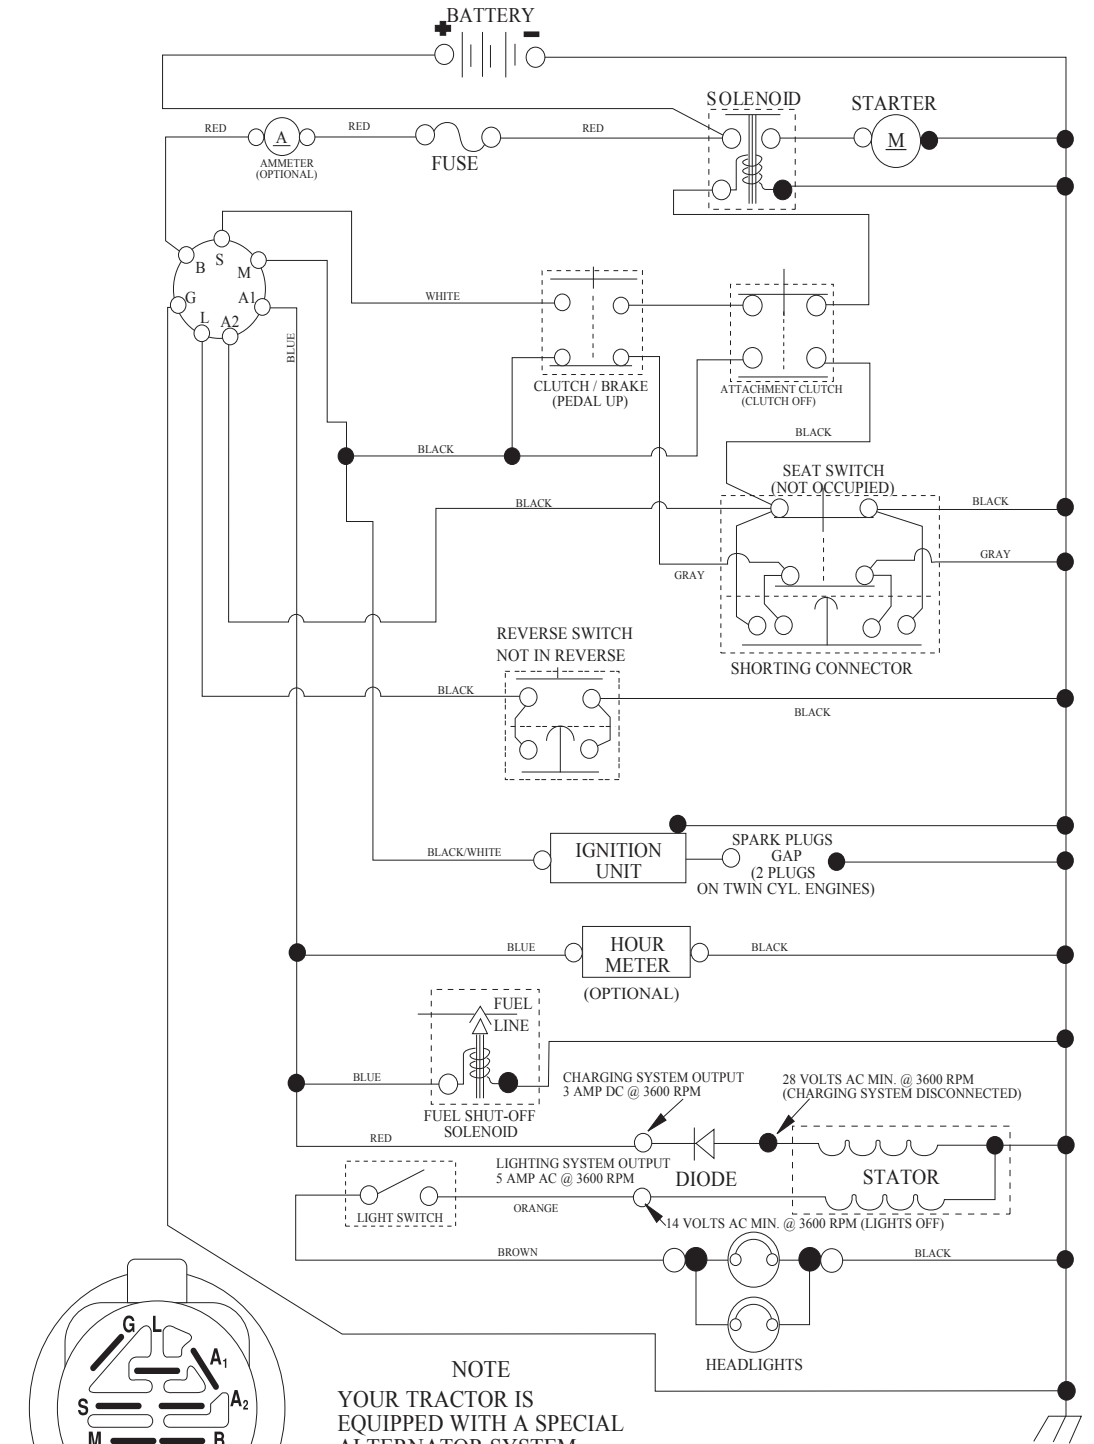 BATTERY
SOLENOID
STARTER
RED
A
RED
RED
M
AMMETER
(OPTIONAL)
FUSE
B
S
M
G
A1
L
A2
BLUE
WHITE
CLUTCH / BRAKE
(PEDAL UP)
ATTACHMENT CLUTCH
(CLUTCH OFF)
BLACK
BLACK
SEAT SWITCH
(NOT OCCUPIED)
BLACK
BLACK
GRAY
GRAY
SHORTING CONNECTOR
REVERSE SWITCH
NOT IN REVERSE
BLACK
BLACK
BLACK/WHITE
IGNITION
UNIT
SPARK PLUGS
GAP
(2 PLUGS
ON TWIN CYL. ENGINES)
BLUE
HOUR
METER
BLACK
(OPTIONAL)
FUEL
LINE
BLUE
FUEL SHUT-OFF
SOLENOID
CHARGING SYSTEM OUTPUT
3 AMP DC @ 3600 RPM
28 VOLTS AC MIN. @ 3600 RPM
(CHARGING SYSTEM DISCONNECTED)
RED
DIODE
STATOR
LIGHTING SYSTEM OUTPUT
5 AMP AC @ 3600 RPM
LIGHT SWITCH
ORANGE
14 VOLTS AC MIN. @ 3600 RPM (LIGHTS OFF)
BROWN
BLACK
HEADLIGHTS
G
L
A1
S
A2
M
B
NOTE
YOUR TRACTOR IS
EQUIPPED WITH A SPECIAL
ALTERNATOR SYSTEM